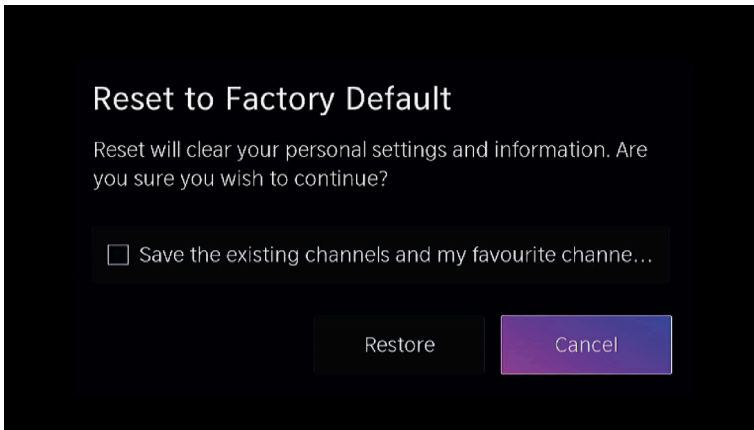 Reset to Factory Default
Reset will clear your personal settings and information. Are
you sure you wish to continue?
Save the existing channels and my favourite channe...
Restore
Cancel